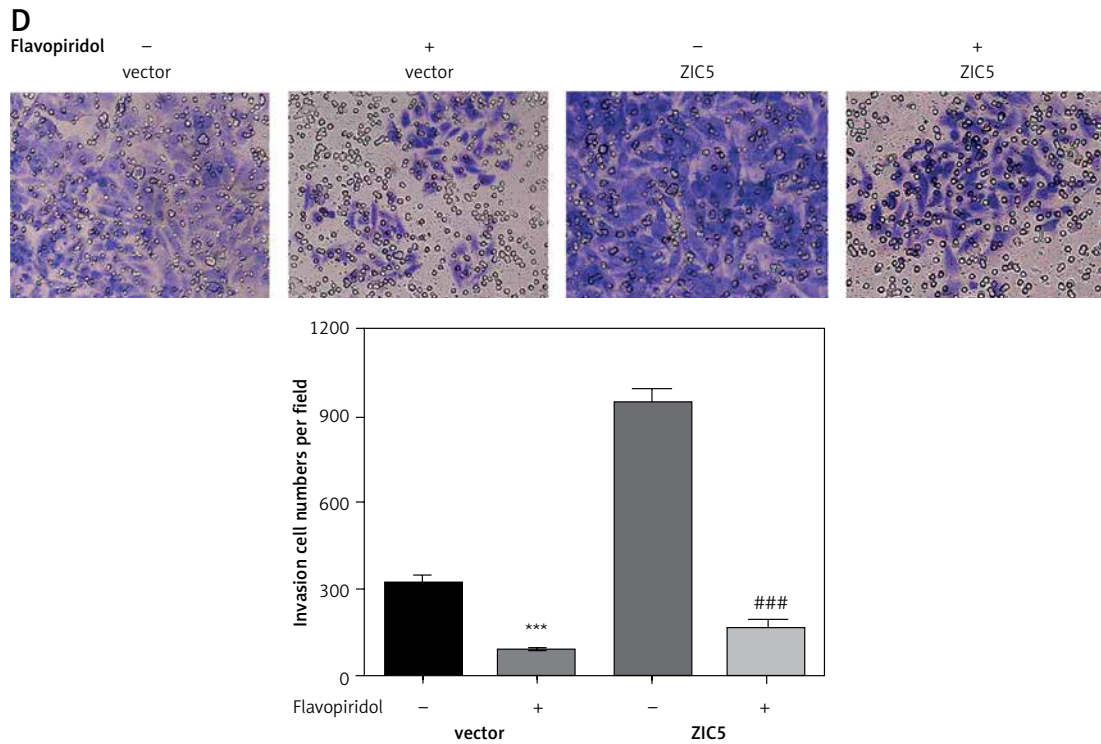 D
Flavopiridol – + – +
vector vector ZIC5 ZIC5
1200
900
600
300
0
Invasion cell numbers per field
***
###
Flavopiridol – + – +
vector ZIC5